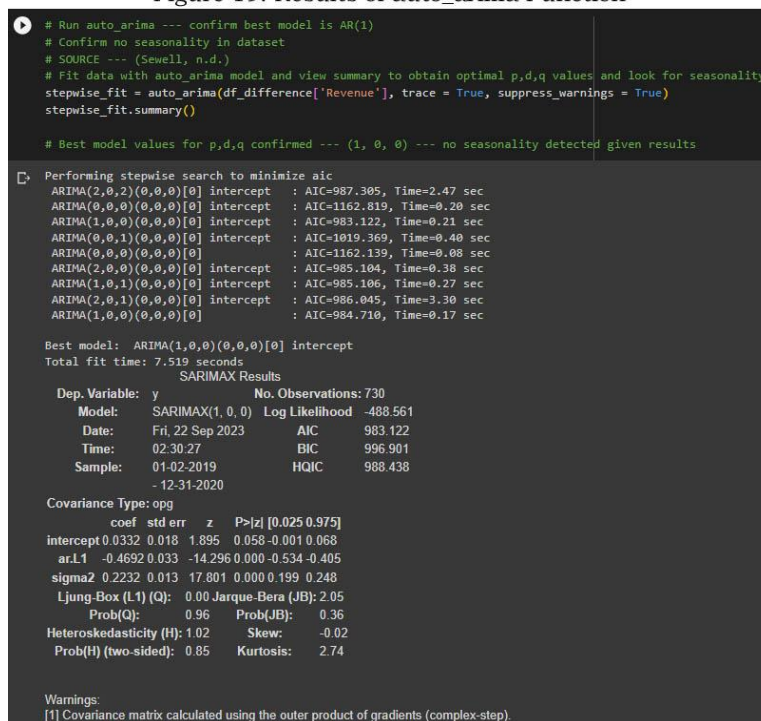 Figure 19: Results of auto_arima Function
# Run auto_arima --- confirm best model is AR(1)
# Confirm no seasonality in dataset
# SOURCE --- (Sewell, n.d.)
# Fit data with auto_arima model and view summary to obtain optimal p,d,q values and look for seasonality
stepwise_fit = auto_arima(df_difference['Revenue'], trace = True, suppress_warnings = True)
stepwise_fit.summary()
# Best model values for p,d,q confirmed --- (1, 0, 0) --- no seasonality detected given results
Performing stepwise search to minimize aic
ARIMA(2,0,2)(0,0,0)[0] intercept : AIC=987.305, Time=2.47 sec
ARIMA(0,0,0)(0,0,0)[0] intercept : AIC=1162.819, Time=0.20 sec
ARIMA(1,0,0)(0,0,0)[0] intercept : AIC=983.122, Time=0.21 sec
ARIMA(0,0,1)(0,0,0)[0] intercept : AIC=1019.369, Time=0.40 sec
ARIMA(0,0,0)(0,0,0)[0] : AIC=1162.139, Time=0.08 sec
ARIMA(2,0,0)(0,0,0)[0] intercept : AIC=985.104, Time=0.38 sec
ARIMA(1,0,1)(0,0,0)[0] intercept : AIC=985.106, Time=0.27 sec
ARIMA(2,0,1)(0,0,0)[0] intercept : AIC=986.045, Time=3.30 sec
ARIMA(1,0,0)(0,0,0)[0] : AIC=984.710, Time=0.17 sec
Best model: ARIMA(1,0,0)(0,0,0)[0] intercept
Total fit time: 7.519 seconds
SARIMAX Results
Dep. Variable: y No. Observations: 730
Model: SARIMAX(1, 0, 0) Log Likelihood -488.561
Date: Fri, 22 Sep 2023 AIC 983.122
Time: 02:30:27 BIC 996.901
Sample: 01-02-2019 HQIC 988.438
- 12-31-2020
Covariance Type: opg
coef std err z P>|z| [0.025 0.975]
intercept 0.0332 0.018 1.895 0.058 -0.001 0.068
ar.L1 -0.4692 0.033 -14.296 0.000 -0.534 -0.405
sigma2 0.2232 0.013 17.801 0.000 0.199 0.248
Ljung-Box (L1) (Q): 0.00 Jarque-Bera (JB): 2.05
Prob(Q): 0.96 Prob(JB): 0.36
Heteroskedasticity (H): 1.02 Skew: -0.02
Prob(H) (two-sided): 0.85 Kurtosis: 2.74
Warnings:
[1] Covariance matrix calculated using the outer product of gradients (complex-step).